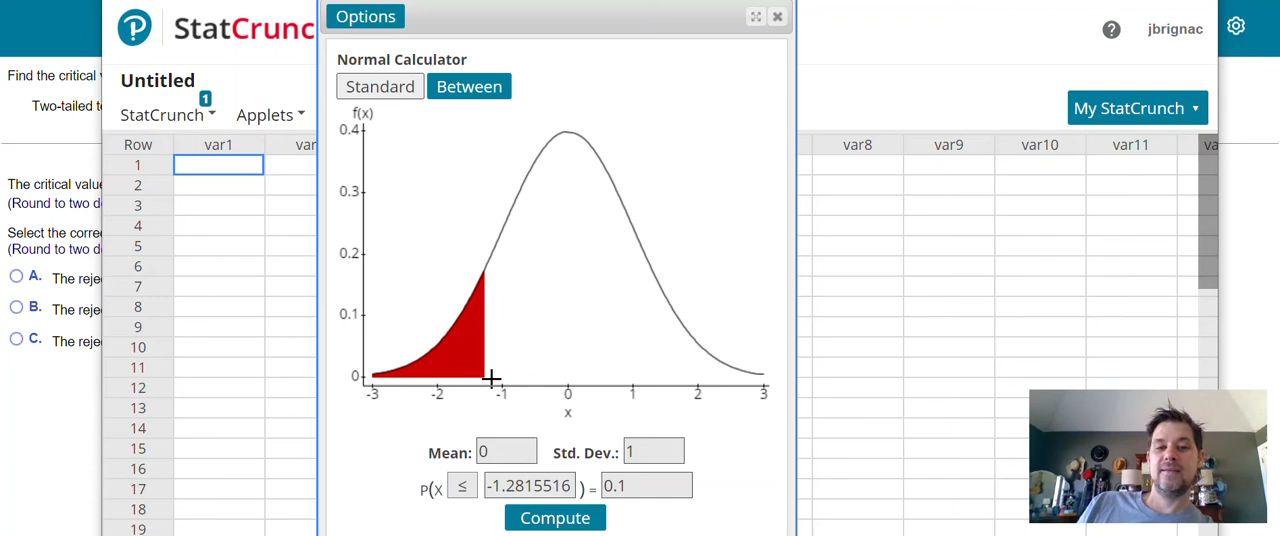 Options
StatCrunc
jbrignac
Find the critical
Normal Calculator
Untitled
Standard Between
Two-tailed t
1
StatCrunch Applets
My StatCrunch
f(x)
0.4
0.3
0.2
0.1
0
-3 -2 -1 0 1 2 3
x
Row var1 var var8 var9 var10 var11 va
1
2
3
4
5
6
7
8
9
10
11
12
13
14
15
16
17
18
19
The critical value
(Round to two d
Select the corre
(Round to two d
A. The reje
B. The reje
C. The reje
Mean: 0 Std. Dev.: 1
P(X ≤ -1.2815516 ) = 0.1
Compute